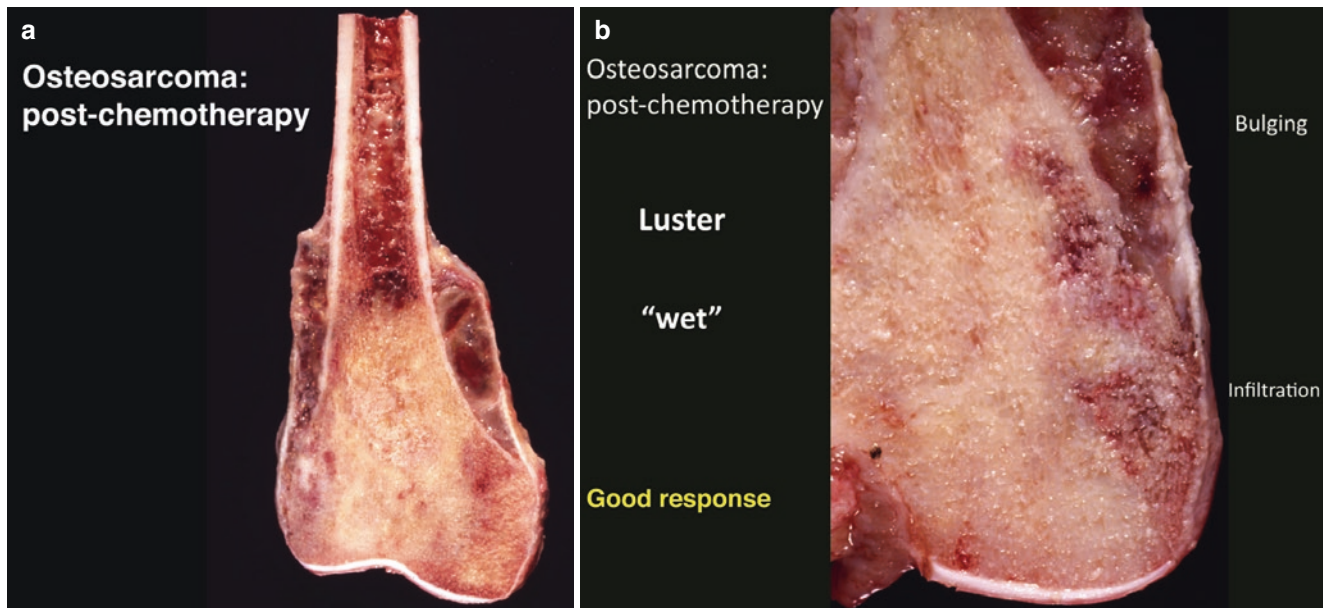 a
Osteosarcoma:
post-chemotherapy
b
Osteosarcoma:
post-chemotherapy
Bulging
Luster
“wet”
Infiltration
Good response